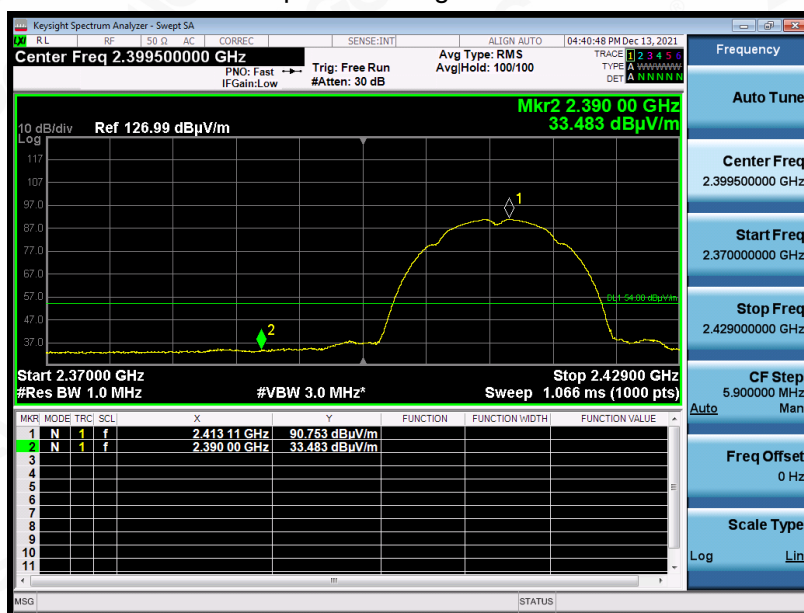 Keysight Spectrum Analyzer - Swept SA
LXI RL RF 50 Ω AC CORREC SENSE:INT ALIGN AUTO 04:40:48 PM Dec 13, 2021
Center Freq 2.399500000 GHz
PNO: Fast
IFGain:Low
Trig: Free Run
#Atten: 30 dB
Avg Type: RMS
Avg|Hold: 100/100
TRACE 1 2 3 4 5 6
TYPE A WWWWW
DET A N N N N N
Mkr2 2.390 00 GHz
33.483 dBµV/m
10 dB/div Ref 126.99 dBµV/m
Log
117
107
97.0
87.0
77.0
67.0
57.0
47.0
37.0
1
2
DL1 54.00 dBµV/m
Start 2.37000 GHz Stop 2.42900 GHz
#Res BW 1.0 MHz #VBW 3.0 MHz* Sweep 1.066 ms (1000 pts)
MKR MODE TRC SCL X Y FUNCTION FUNCTION WIDTH FUNCTION VALUE
1 N 1 f 2.413 11 GHz 90.753 dBµV/m
2 N 1 f 2.390 00 GHz 33.483 dBµV/m
3
4
5
6
7
8
9
10
11
MSG STATUS
Frequency
Auto Tune
Center Freq
2.399500000 GHz
Start Freq
2.370000000 GHz
Stop Freq
2.429000000 GHz
CF Step
5.900000 MHz
Auto Man
Freq Offset
0 Hz
Scale Type
Log Lin